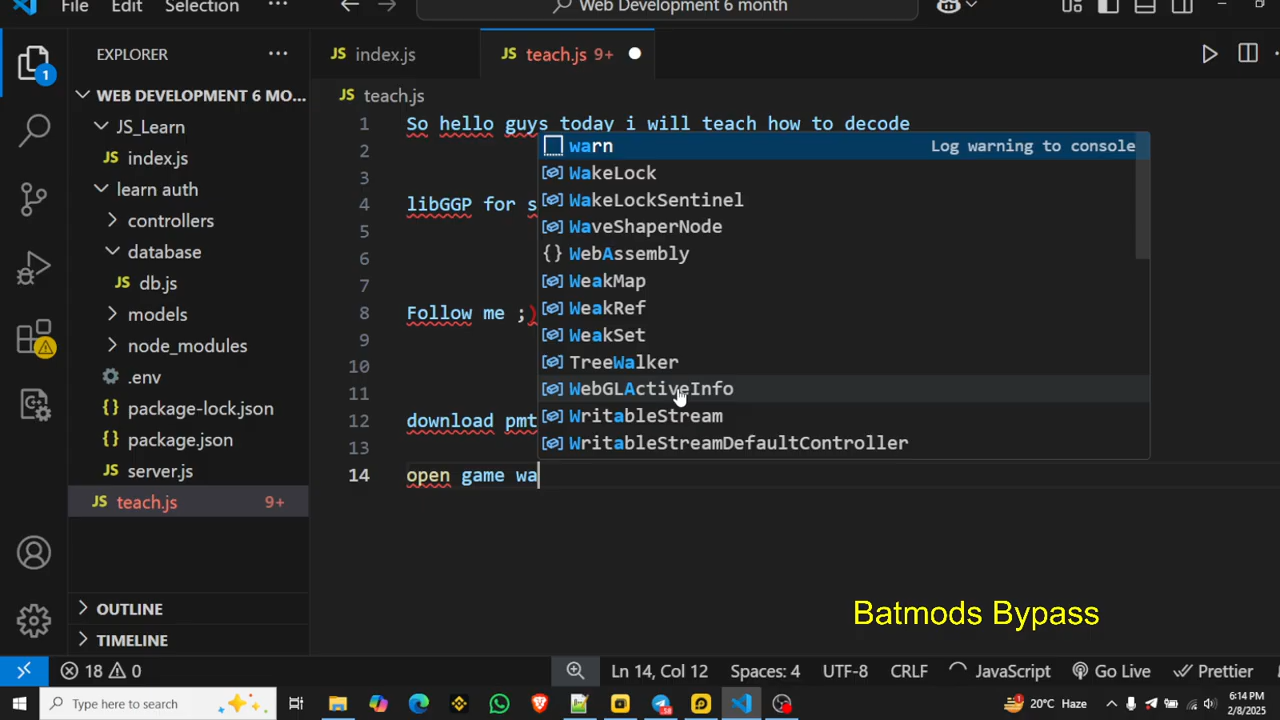 File Edit Selection ··· Web Development 6 month
EXPLORER ···
JS index.js
JS teach.js 9+
1
WEB DEVELOPMENT 6 MO...
JS_Learn
JS index.js
learn auth
controllers
database
JS db.js
models
node_modules
.env
{} package-lock.json
{} package.json
JS server.js
JS teach.js 9+
OUTLINE
TIMELINE
JS teach.js
1 So hello guys today i will teach how to decode
2
3
4 libGGP for s
5
6
7
8 Follow me ;)
9
10
11
12 download pmt
13
14 open game wa
warn Log warning to console
WakeLock
WakeLockSentinel
WaveShaperNode
{} WebAssembly
WeakMap
WeakRef
WeakSet
TreeWalker
WebGLActiveInfo
WritableStream
WritableStreamDefaultController
Batmods Bypass
18 0 Ln 14, Col 12 Spaces: 4 UTF-8 CRLF JavaScript Go Live Prettier
Type here to search
20°C Haze
6:14 PM
2/8/2025